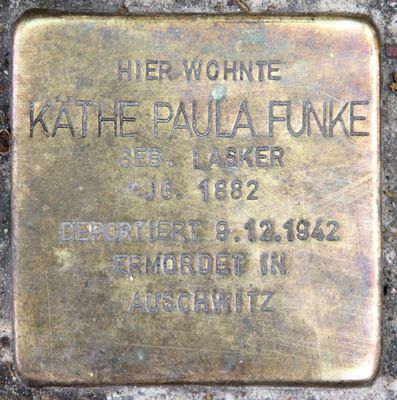 HIER WOHNTE
KÄTHE PAULA FUNKE
GEB. LASKER
JG. 1882
DEPORTIERT 9.12.1942
ERMORDET IN
AUSCHWITZ